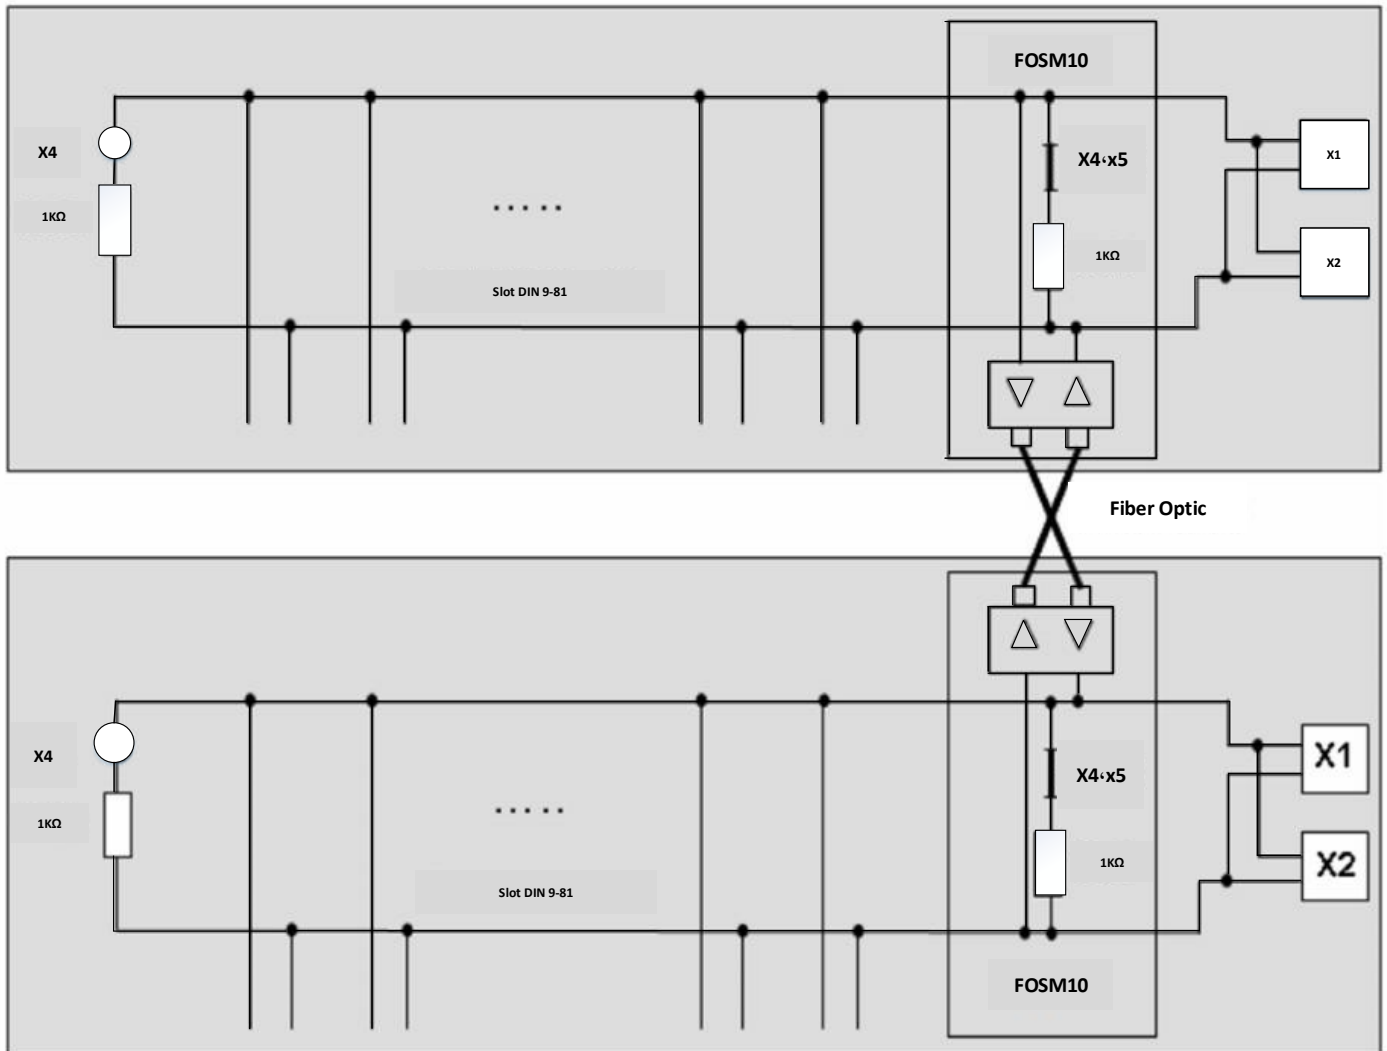 FOSM10
X4
X4،x5
X1
1KΩ
1KΩ
X2
.....
Slot DIN 9-81
Fiber Optic
X4
X4،x5
X1
1KΩ
.....
1KΩ
X2
Slot DIN 9-81
FOSM10